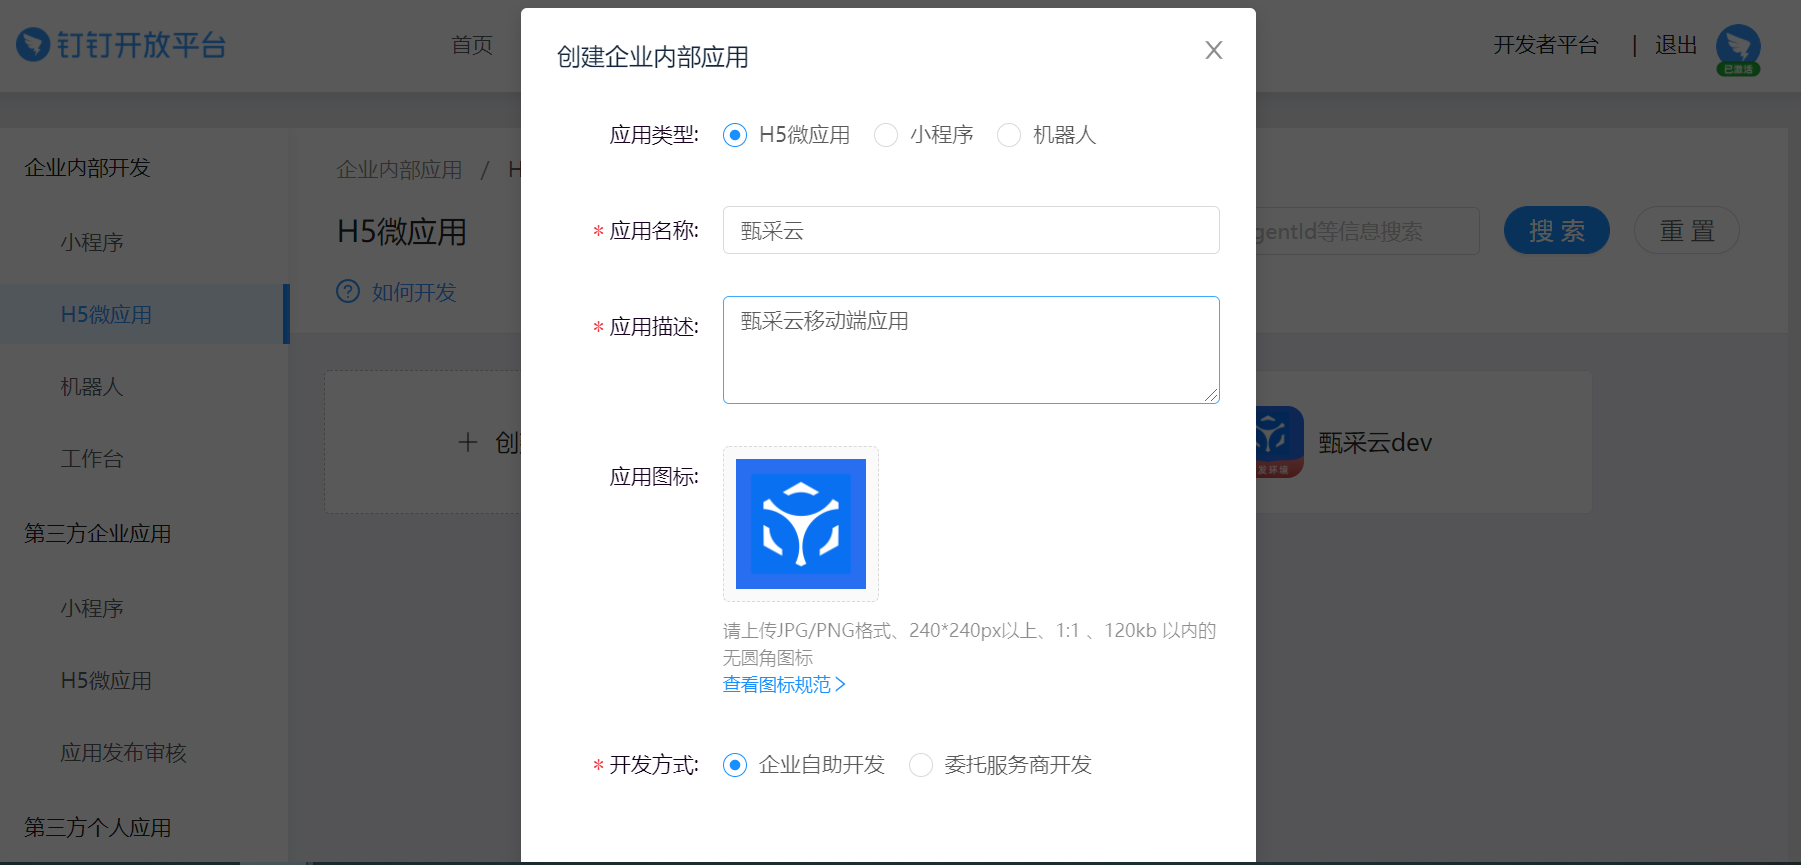 钉钉开放平台
首页
开发者平台
|
退出
已激活
企业内部开发
小程序
H5微应用
机器人
工作台
第三方企业应用
小程序
H5微应用
应用发布审核
第三方个人应用
企业内部应用 / H
H5微应用
如何开发
gentId等信息搜索
搜 索
重 置
+ 创
发环境
甄采云dev
创建企业内部应用
应用类型: H5微应用 小程序 机器人
* 应用名称: 甄采云
* 应用描述: 甄采云移动端应用
应用图标:
请上传JPG/PNG格式、240*240px以上、1:1 、120kb 以内的
无圆角图标
查看图标规范
* 开发方式: 企业自助开发 委托服务商开发